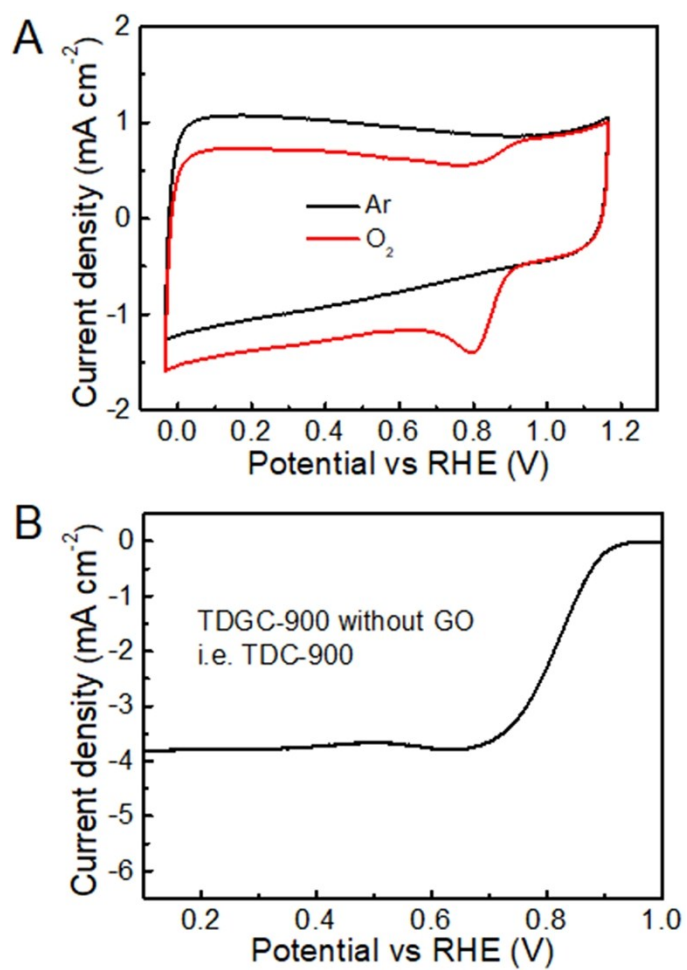 A
Current density (mA cm-2)
2
1
0
-1
-2
Ar
O2
0.0 0.2 0.4 0.6 0.8 1.0 1.2
Potential vs RHE (V)
B
Current density (mA cm-2)
0
-1
-2
-3
-4
-5
-6
TDGC-900 without GO
i.e. TDC-900
0.2 0.4 0.6 0.8 1.0
Potential vs RHE (V)